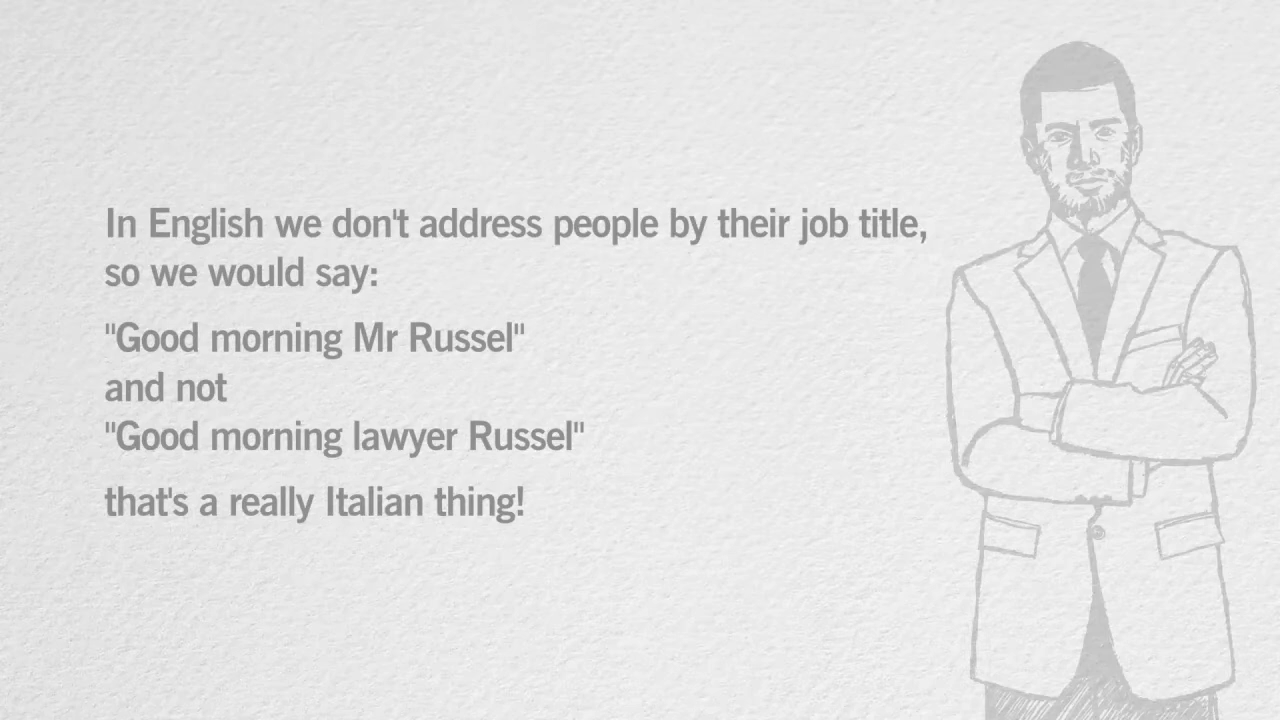 In English we don't address people by their job title,
so we would say:
"Good morning Mr Russel"
and not
"Good morning lawyer Russel"
that's a really Italian thing!